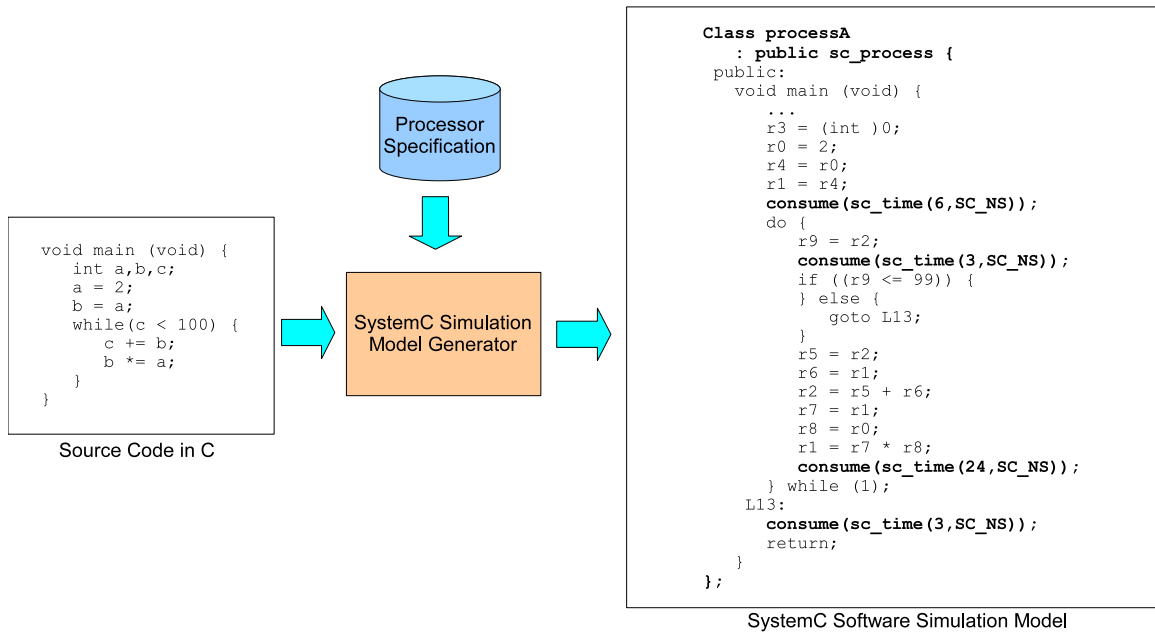 void main (void) {
int a,b,c;
a = 2;
b = a;
while(c < 100) {
c += b;
b *= a;
}
}
Source Code in C
Processor
Specification
SystemC Simulation
Model Generator
Class processA
: public sc_process {
public:
void main (void) {
...
r3 = (int )0;
r0 = 2;
r4 = r0;
r1 = r4;
consume(sc_time(6,SC_NS));
do {
r9 = r2;
consume(sc_time(3,SC_NS));
if ((r9 <= 99)) {
} else {
goto L13;
}
r5 = r2;
r6 = r1;
r2 = r5 + r6;
r7 = r1;
r8 = r0;
r1 = r7 * r8;
consume(sc_time(24,SC_NS));
} while (1);
L13:
consume(sc_time(3,SC_NS));
return;
}
};
SystemC Software Simulation Model